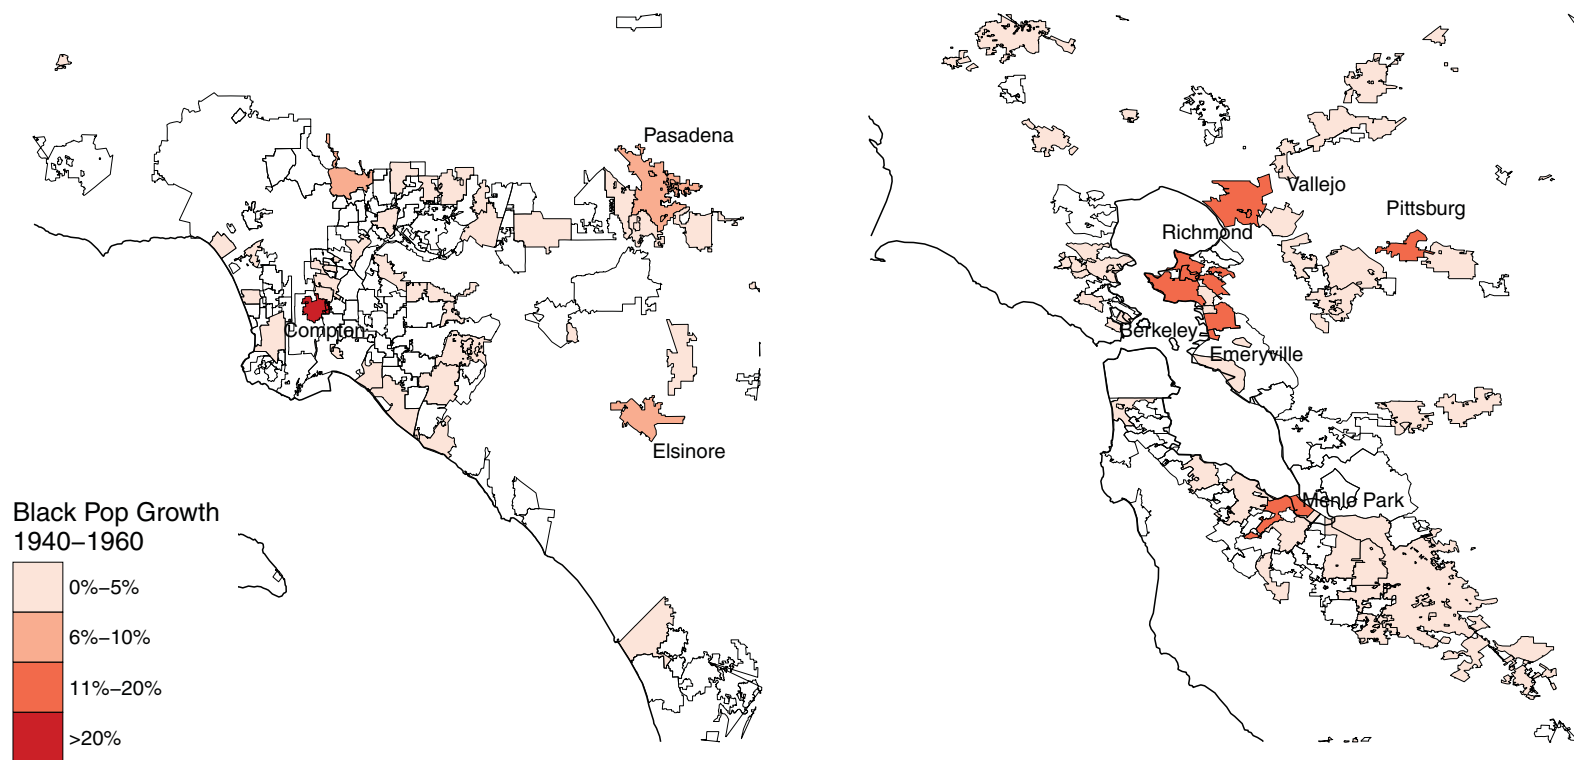 Pasadena
Compton
Elsinore
Black Pop Growth
1940−1960
0%−5%
6%−10%
11%−20%
>20%
Vallejo
Pittsburg
Richmond
Berkeley
Emeryville
Menlo Park